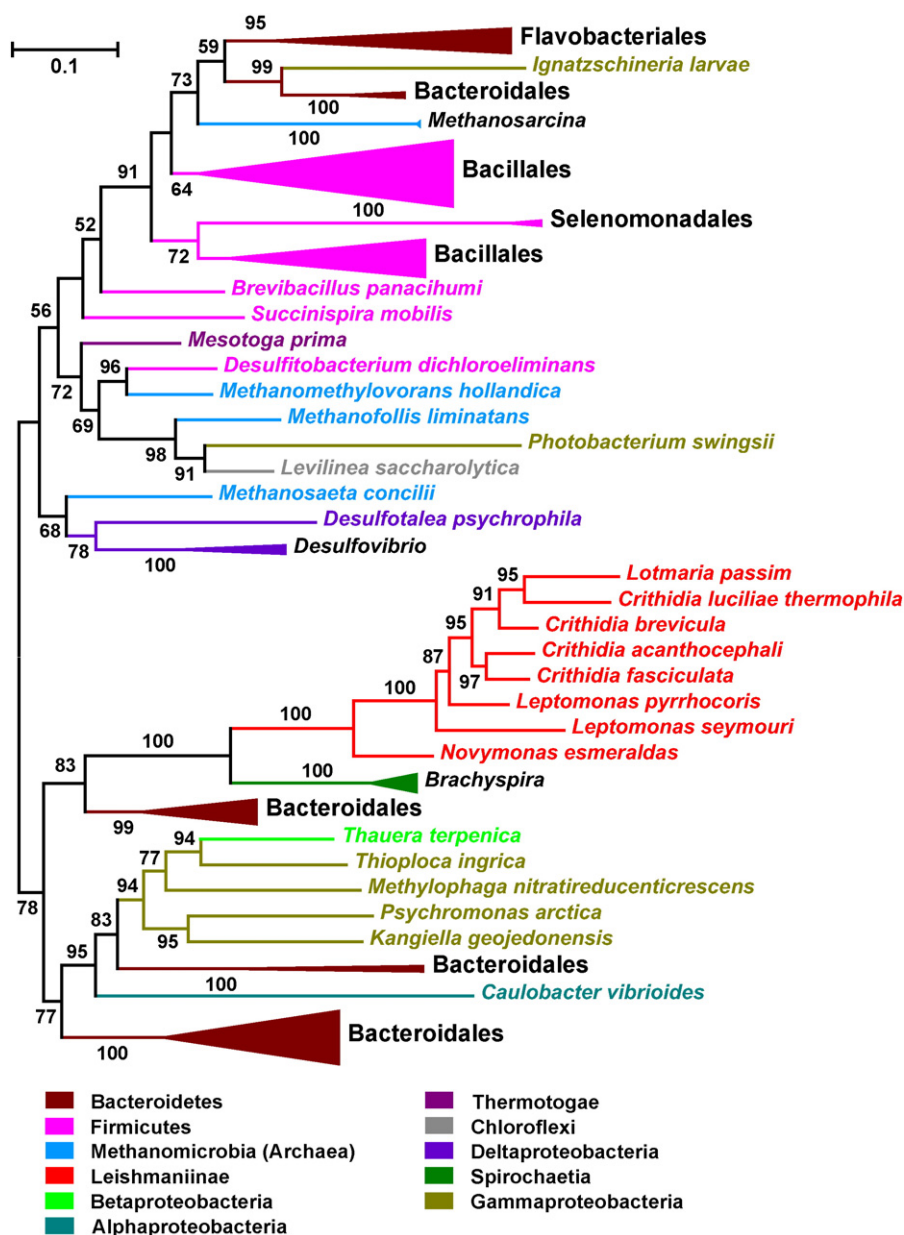 95
Flavobacteriales
0.1
59
99
Ignatzschineria larvae
73
Bacteroidales
100
Methanosarcina
100
91
Bacillales
64
100
Selenomonadales
52
72
Bacillales
Brevibacillus panacihumi
56
Succinispira mobilis
Mesotoga prima
96
Desulfitobacterium dichloroeliminans
72
Methanomethylovorans hollandica
69
Methanofollis liminatans
98
Photobacterium swingsii
91
Levilinea saccharolytica
Methanosaeta concilii
68
Desulfotalea psychrophila
78
Desulfovibrio
100
95
Lotmaria passim
91
Crithidia luciliae thermophila
95
Crithidia brevicula
87
Crithidia acanthocephali
97
Crithidia fasciculata
100
Leptomonas pyrrhocoris
100
Leptomonas seymouri
100
Novymonas esmeraldas
83
100
Brachyspira
Bacteroidales
99
94
Thauera terpenica
77
Thioploca ingrica
94
Methylophaga nitratireducenticrescens
78
83
Psychromonas arctica
95
Kangiella geojedonensis
95
Bacteroidales
100
Caulobacter vibrioides
77
Bacteroidales
100
Bacteroidetes
Firmicutes
Methanomicrobia (Archaea)
Leishmaniinae
Betaproteobacteria
Alphaproteobacteria
Thermotogae
Chloroflexi
Deltaproteobacteria
Spirochaetia
Gammaproteobacteria